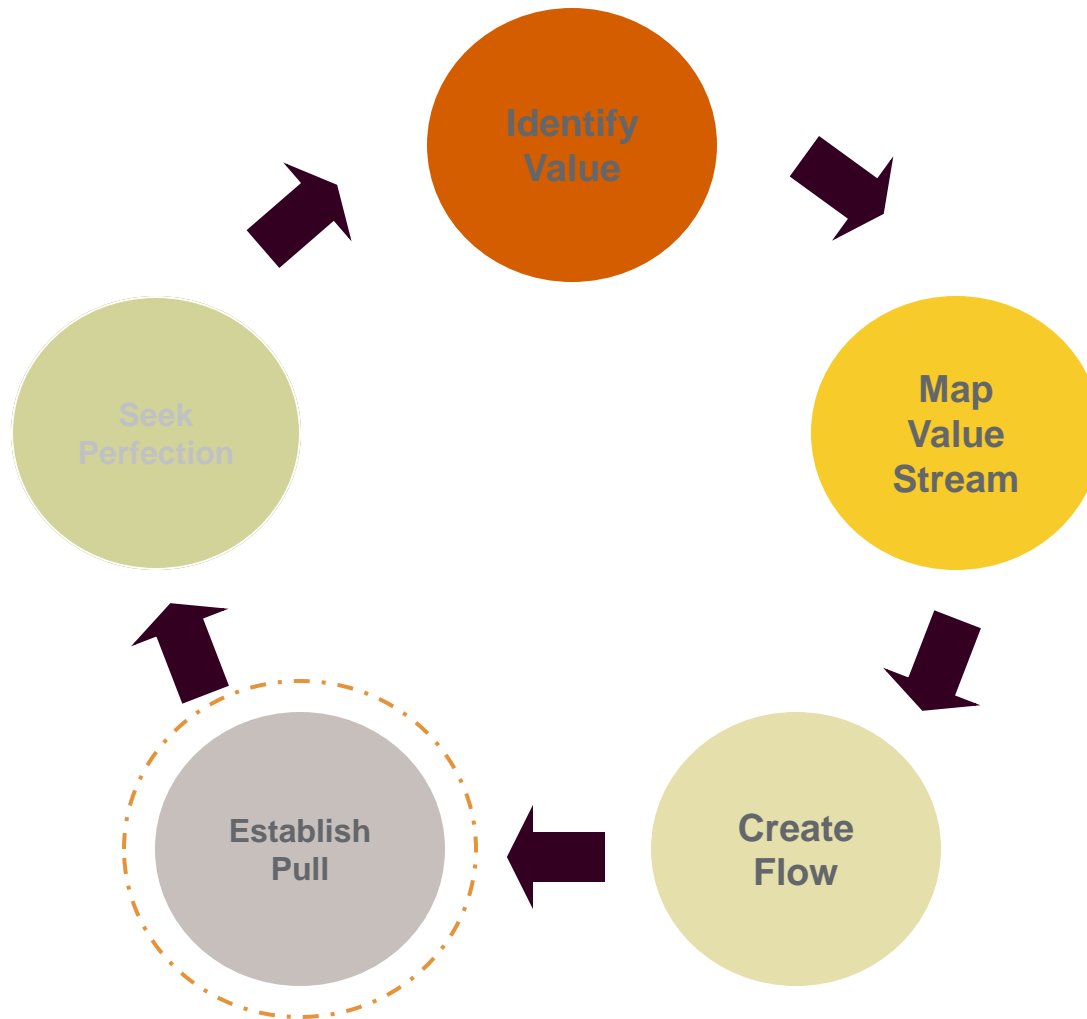 Identify
Value
Map
Value
Stream
Create
Flow
Establish
Pull
Seek
Perfection